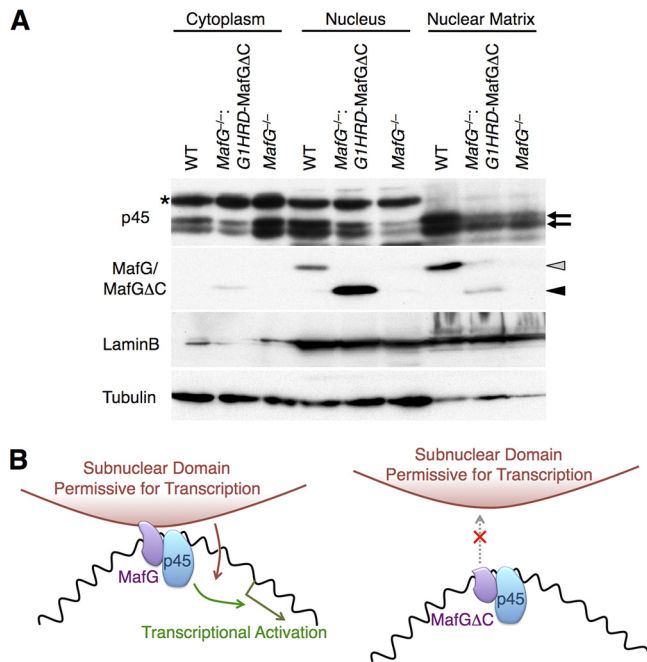 A
Cytoplasm Nucleus Nuclear Matrix
WT
MafG–/–:
G1HRD-MafGΔC
MafG–/–
WT
MafG–/–:
G1HRD-MafGΔC
MafG–/–
WT
MafG–/–:
G1HRD-MafGΔC
MafG–/–
*
p45
MafG/
MafGΔC
LaminB
Tubulin
B
Subnuclear Domain
Permissive for Transcription
p45
MafG
Transcriptional Activation
Subnuclear Domain
Permissive for Transcription
p45
MafGΔC